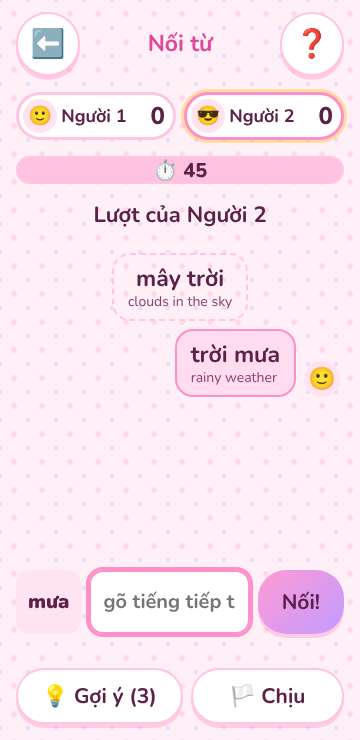 Nối từ
Người 1 0
Người 2 0
45
Lượt của Người 2
mây trời
clouds in the sky
trời mưa
rainy weather
mưa
gõ tiếng tiếp t
Nối!
Gợi ý (3)
Chịu